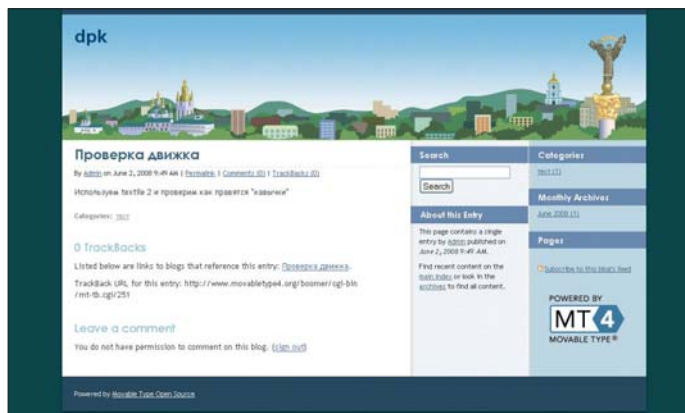 dpk
Проверка движка
By Admin on June 2, 2008 9:49 AM | Permalink | Comments (0) | TrackBacks (0)
Используем textile 2 и проверим как правятся "кавычки"
Categories: тест
0 TrackBacks
Listed below are links to blogs that reference this entry: Проверка движка.
TrackBack URL for this entry: http://www.movabletype4.org/boomer/cgi-bin
/mt-tb.cgi/251
Leave a comment
You do not have permission to comment on this blog. (sign out)
Search
Search
About this Entry
This page contains a single
entry by Admin published on
June 2, 2008 9:49 AM.
Find recent content on the
main index or look in the
archives to find all content.
Categories
тест (1)
Monthly Archives
June 2008 (1)
Pages
Subscribe to this blog's feed
POWERED BY
MT 4
MOVABLE TYPE®
Powered by Movable Type Open Source